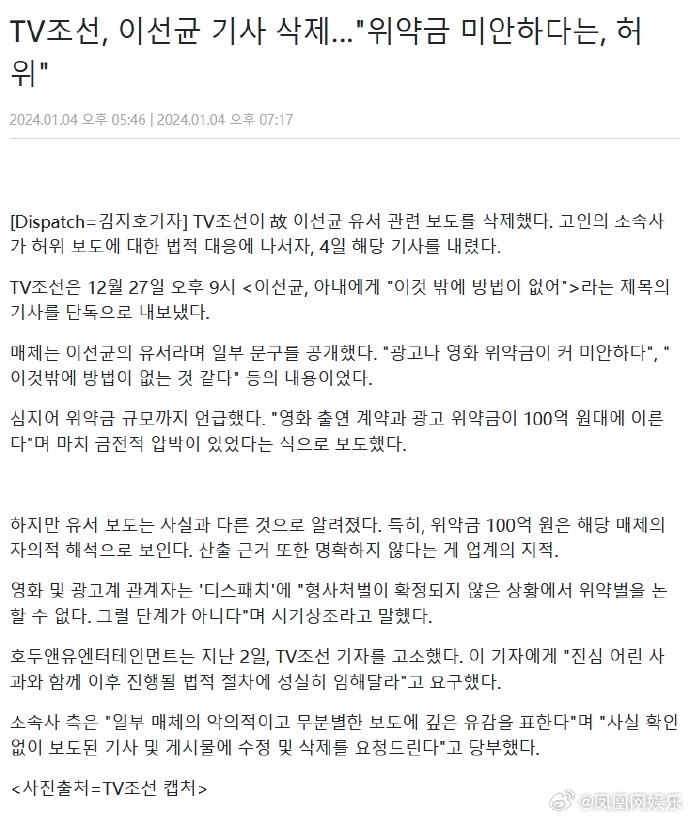 TV조선, 이선균 기사 삭제..."위약금 미안하다는, 허
위"
2024.01.04 오후 05:46 | 2024.01.04 오후 07:17
[Dispatch=김지호기자] TV조선이 故 이선균 유서 관련 보도를 삭제했다. 고인의 소속사
가 허위 보도에 대한 법적 대응에 나서자, 4일 해당 기사를 내렸다.
TV조선은 12월 27일 오후 9시 <이선균, 아내에게 "이것 밖에 방법이 없어">라는 제목의
기사를 단독으로 내보냈다.
매체는 이선균의 유서라며 일부 문구를 공개했다. "광고나 영화 위약금이 커 미안하다", "
이것밖에 방법이 없는 것 같다" 등의 내용이었다.
심지어 위약금 규모까지 언급했다. "영화 출연 계약과 광고 위약금이 100억 원대에 이른
다"며 마치 금전적 압박이 있었다는 식으로 보도했다.
하지만 유서 보도는 사실과 다른 것으로 알려졌다. 특히, 위약금 100억 원은 해당 매체의
자의적 해석으로 보인다. 산출 근거 또한 명확하지 않다는 게 업계의 지적.
영화 및 광고계 관계자는 '디스패치'에 "형사처벌이 확정되지 않은 상황에서 위약벌을 논
할 수 없다. 그럴 단계가 아니다"며 시기상조라고 말했다.
호두앤유엔터테인먼트는 지난 2일, TV조선 기자를 고소했다. 이 기자에게 "진심 어린 사
과와 함께 이후 진행될 법적 절차에 성실히 임해달라"고 요구했다.
소속사 측은 "일부 매체의 악의적이고 무분별한 보도에 깊은 유감을 표한다"며 "사실 확인
없이 보도된 기사 및 게시물에 수정 및 삭제를 요청드린다"고 당부했다.
<사진출처=TV조선 캡처>
@凤凰网娱乐